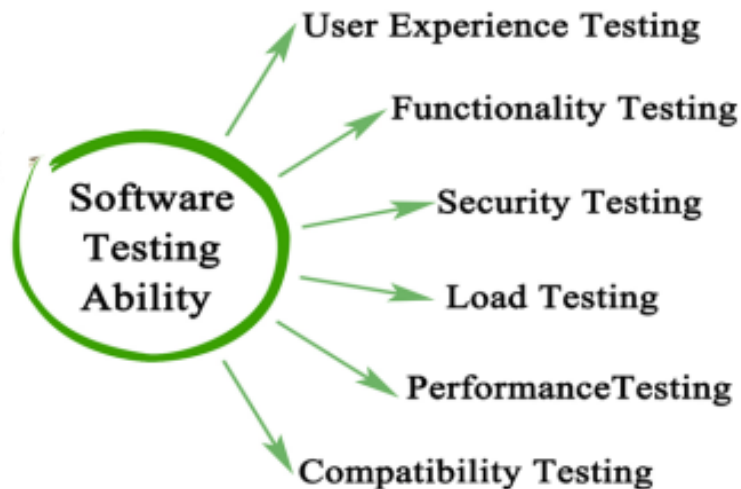 User Experience Testing
Functionality Testing
Software
Testing
Ability
Security Testing
Load Testing
PerformanceTesting
Compatibility Testing